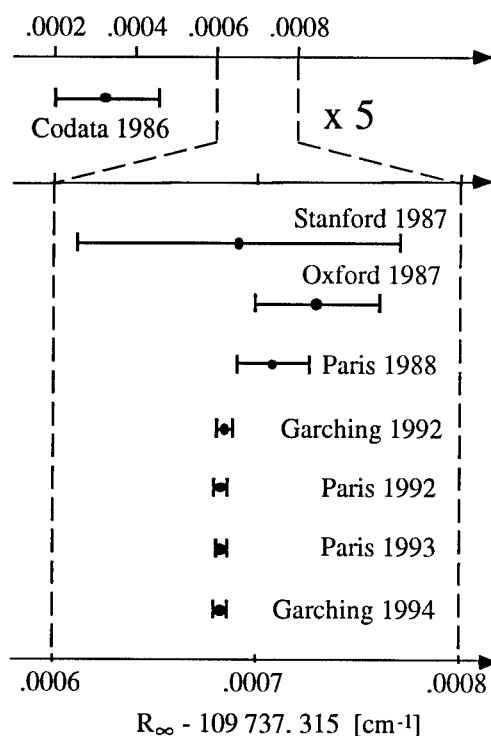 .0002 .0004 .0006 .0008
Codata 1986
x 5
Stanford 1987
Oxford 1987
Paris 1988
Garching 1992
Paris 1992
Paris 1993
Garching 1994
.0006 .0007 .0008
R∞ - 109 737. 315 [cm⁻¹]